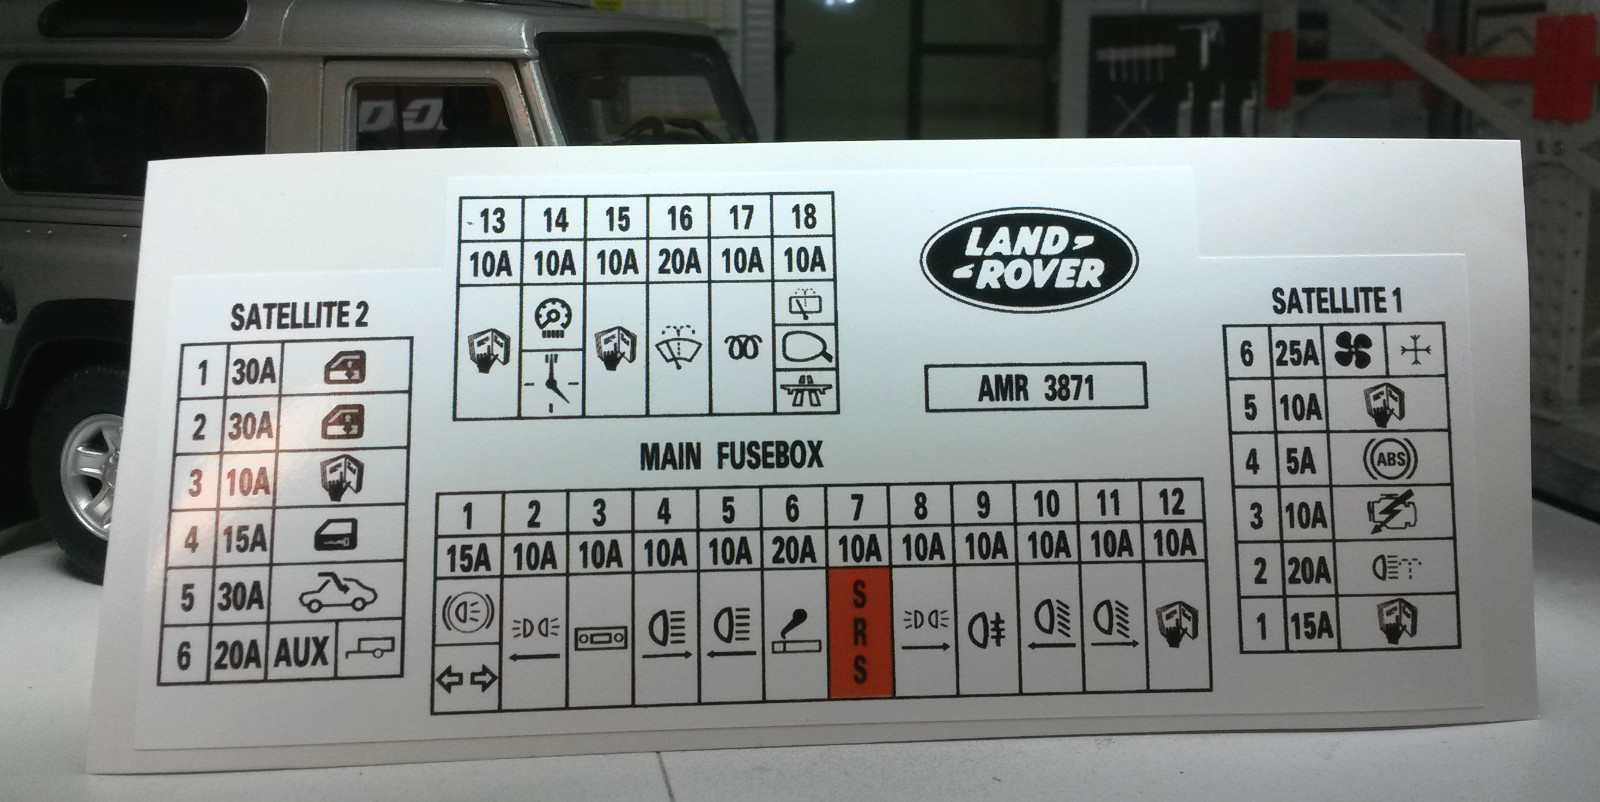 13 14 15 16 17 18
10A 10A 10A 20A 10A 10A
LAND
ROVER
AMR 3871
SATELLITE 2
1 30A
2 30A
3 10A
4 15A
5 30A
6 20A AUX
MAIN FUSEBOX
1 2 3 4 5 6 7 8 9 10 11 12
15A 10A 10A 10A 10A 20A 10A 10A 10A 10A 10A 10A
S
R
S
SATELLITE 1
6 25A
5 10A
4 5A ABS
3 10A
2 20A
1 15A